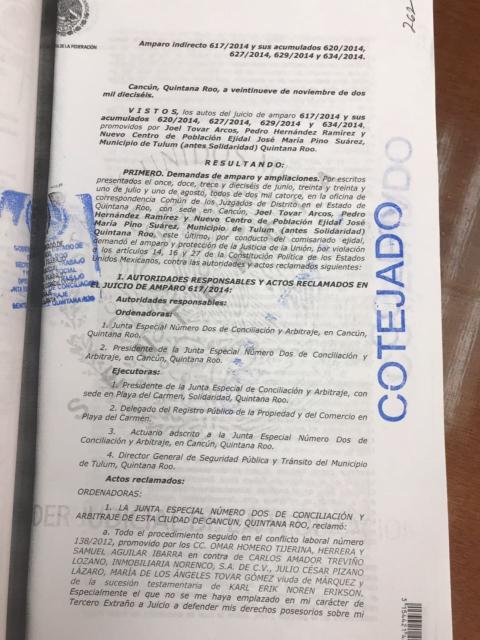 262
DE LA FEDERACIÓN
Amparo indirecto 617/2014 y sus acumulados 620/2014,
627/2014, 629/2014 y 634/2014.
Cancún, Quintana Roo, a veintinueve de noviembre de dos
mil dieciséis.
V I S T O S, los autos del juicio de amparo 617/2014 y sus
acumulados 620/2014, 627/2014, 629/2014 y 634/2014,
promovidos por Joel Tovar Arcos, Pedro Hernández Ramírez y
Nuevo Centro de Población Ejidal José María Pino Suárez,
Municipio de Tulum (antes Solidaridad) Quintana Roo.
R E S U L T A N D O:
PRIMERO. Demandas de amparo y ampliaciones. Por escritos
presentados el once, doce, trece y dieciséis de junio, treinta y treinta y
uno de julio y uno de agosto, todos de dos mil catorce, en la oficina de
correspondencia Común de los Juzgados de Distrito en el Estado de
Quintana Roo, con sede en Cancún, Joel Tovar Arcos, Pedro
Hernández Ramírez y Nuevo Centro de Población Ejidal José
María Pino Suárez, Municipio de Tulum (antes Solidaridad)
Quintana Roo, este último, por conducto del comisariado ejidal,
demandó el amparo y protección de la Justicia de la Unión, por violación
a los artículos 14, 16 y 27 de la Constitución Política de los Estados
Unidos Mexicanos, contra las autoridades y actos reclamados siguientes:
I. AUTORIDADES RESPONSABLES Y ACTOS RECLAMADOS EN
EL JUICIO DE AMPARO 617/2014:
Autoridades responsables:
Ordenadoras:
1. Junta Especial Número Dos de Conciliación y Arbitraje, en Cancún,
Quintana Roo.
2. Presidente de la Junta Especial Número Dos de Conciliación y
Arbitraje, en Cancún, Quintana Roo.
Ejecutoras:
1. Presidente de la Junta Especial de Conciliación y Arbitraje, con
sede en Playa del Carmen, Solidaridad, Quintana Roo.
2. Delegado del Registro Público de la Propiedad y del Comercio en
Playa del Carmen.
3. Actuario adscrito a la Junta Especial Número Dos de
Conciliación y Arbitraje, en Cancún, Quintana Roo.
4. Director General de Seguridad Pública y Tránsito del Municipio
de Tulum, Quintana Roo.
Actos reclamados:
ORDENADORAS:
1. LA JUNTA ESPECIAL NÚMERO DOS DE CONCILIACIÓN Y
ARBITRAJE DE ESTA CIUDAD DE CANCÚN, QUINTANA ROO, reclamó:
a. Todo el procedimiento seguido en el conflicto laboral número
138/2012, promovido por los CC. OMAR HOMERO TIJERINA, HERRERA Y
SAMUEL AGUILAR IBARRA en contra de CARLOS AMADOR TREVIÑO
LOZANO, INMOBILIARIA NORENCO, S.A. DE C.V., JULIO CÉSAR PIZANO
LÁZARO, MARÍA DE LOS ÁNGELES TOVAR GÓMEZ viuda de MÁRQUEZ y
de la sucesión testamentaria de KARL ERIK NOREN ERIKSON.
Especialmente el que no se me haya emplazado en mi carácter de
Tercero Extraño a Juicio a defender mis derechos posesorios sobre mi
COTEJADO